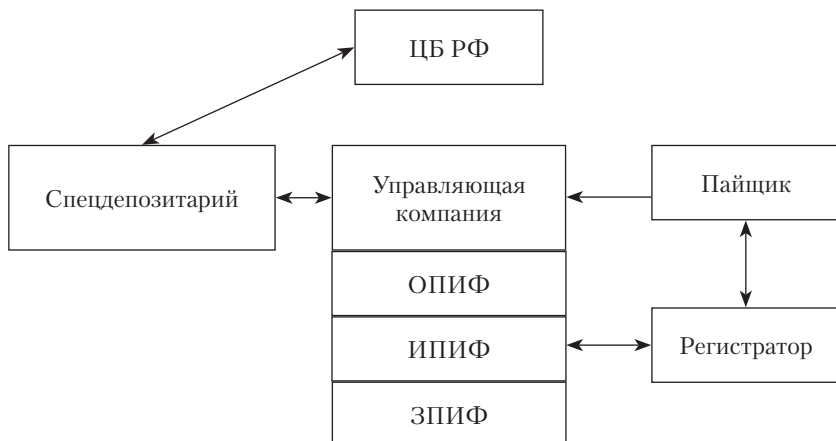 ЦБ РФ
Спецдепозитарий
Управляющая
компания
Пайщик
ОПИФ
ИПИФ
Регистратор
ЗПИФ